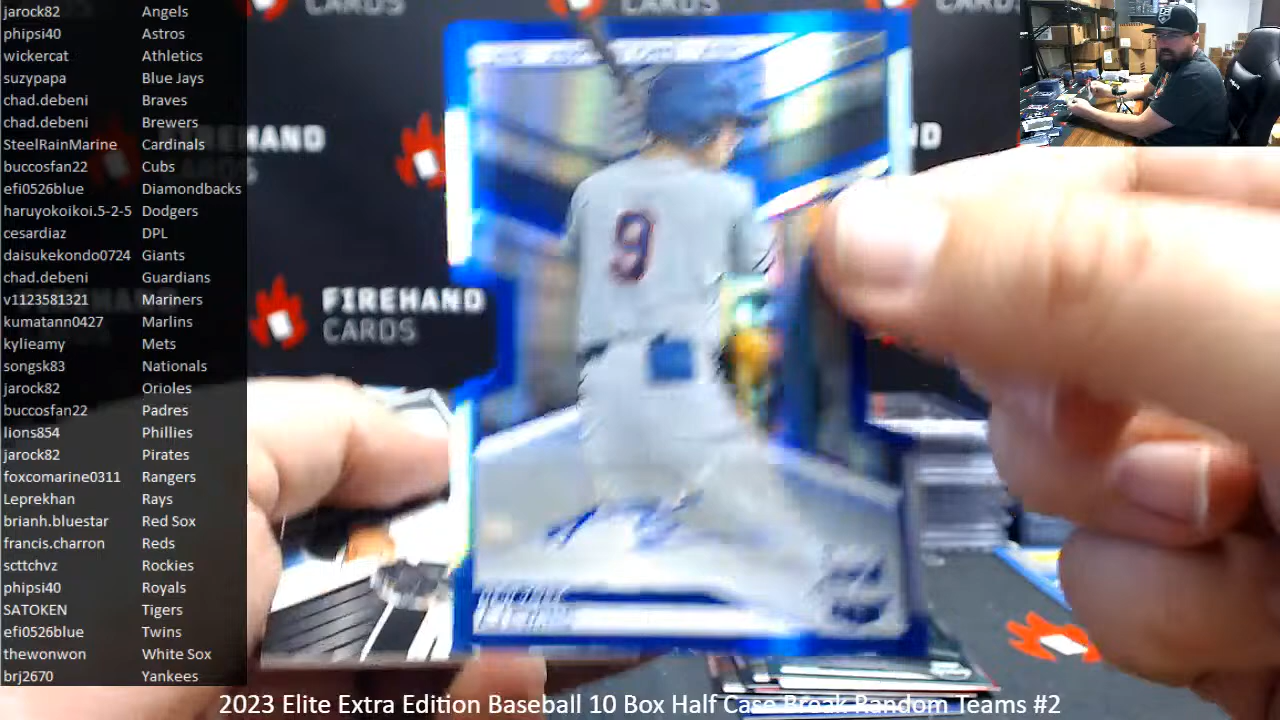 jarock82 Angels
phipsi40 Astros
wickercat Athletics
suzypapa Blue Jays
chad.debeni Braves
chad.debeni Brewers
SteelRainMarine Cardinals
buccosfan22 Cubs
efi0526blue Diamondbacks
haruyokoikoi.5-2-5 Dodgers
cesardiaz DPL
daisukekondo0724 Giants
chad.debeni Guardians
v1123581321 Mariners
kumatann0427 Marlins
kylieamy Mets
songsk83 Nationals
jarock82 Orioles
buccosfan22 Padres
lions854 Phillies
jarock82 Pirates
foxcomarine0311 Rangers
Leprekhan Rays
brianh.bluestar Red Sox
francis.charron Reds
scttchvz Rockies
phipsi40 Royals
SATOKEN Tigers
efi0526blue Twins
thewonwon White Sox
brj2670 Yankees
CARDS
CARDS
FIREHAND
CARDS
9
2023 Elite Extra Edition Baseball 10 Box Half Case Break Random Teams #2